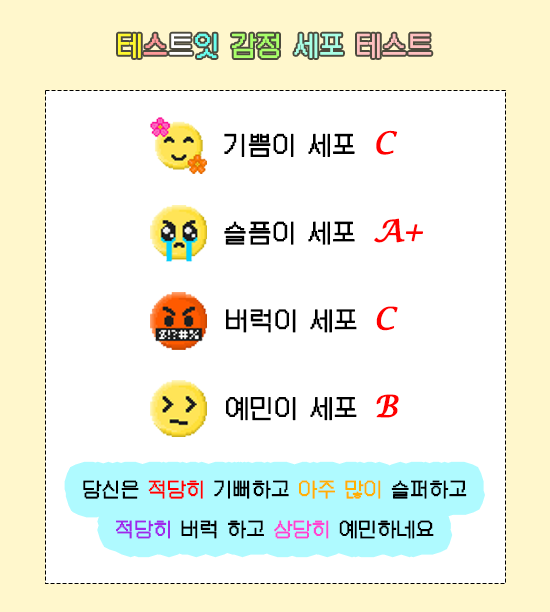 테스트잇 감정 세포 테스트
기쁨이 세포 C
슬픔이 세포 A+
버럭이 세포 C
$!?#%
예민이 세포 B
당신은 적당히 기뻐하고 아주 많이 슬퍼하고
적당히 버럭 하고 상당히 예민하네요